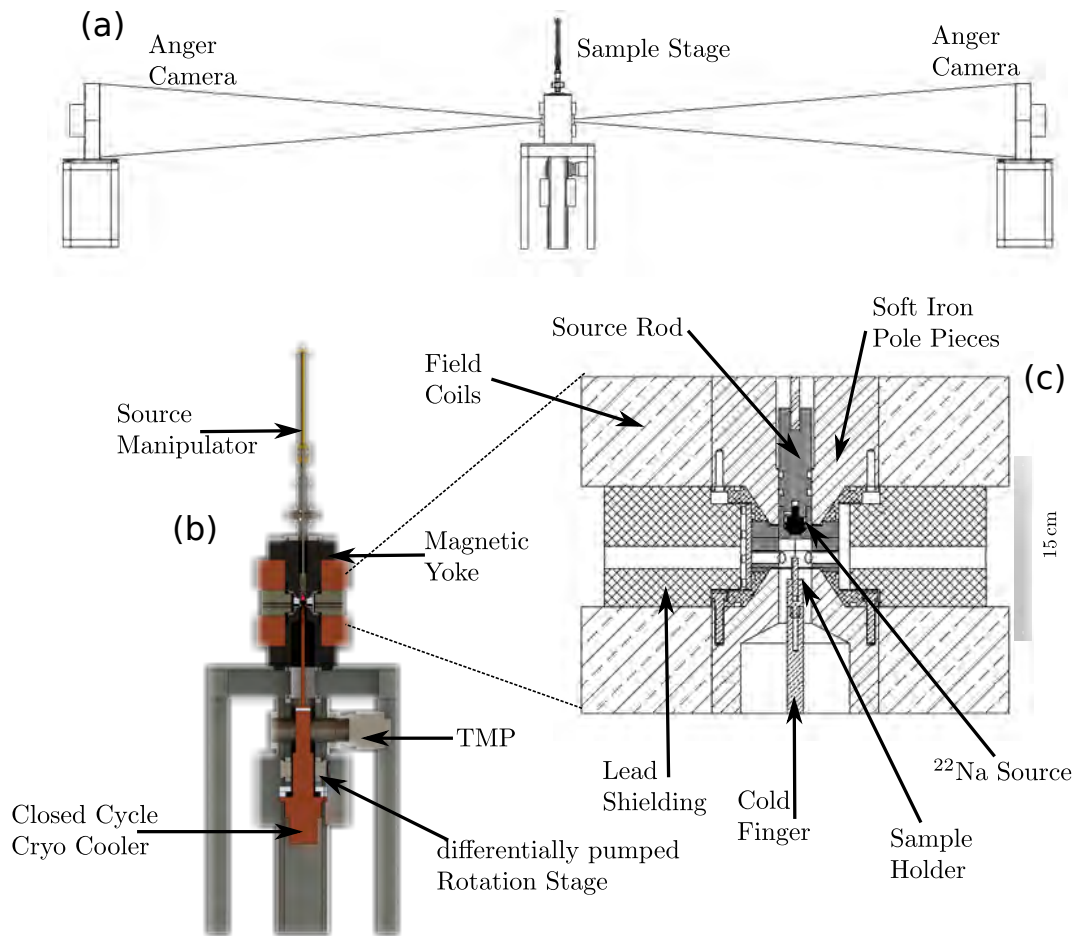 (a)
Anger
Camera
Sample Stage
Anger
Camera
(b)
Source
Manipulator
Magnetic
Yoke
TMP
Closed Cycle
Cryo Cooler
differentially pumped
Rotation Stage
(c)
Source Rod
Soft Iron
Pole Pieces
Field
Coils
15 cm
Lead
Shielding
Cold
Finger
Sample
Holder
²²Na Source